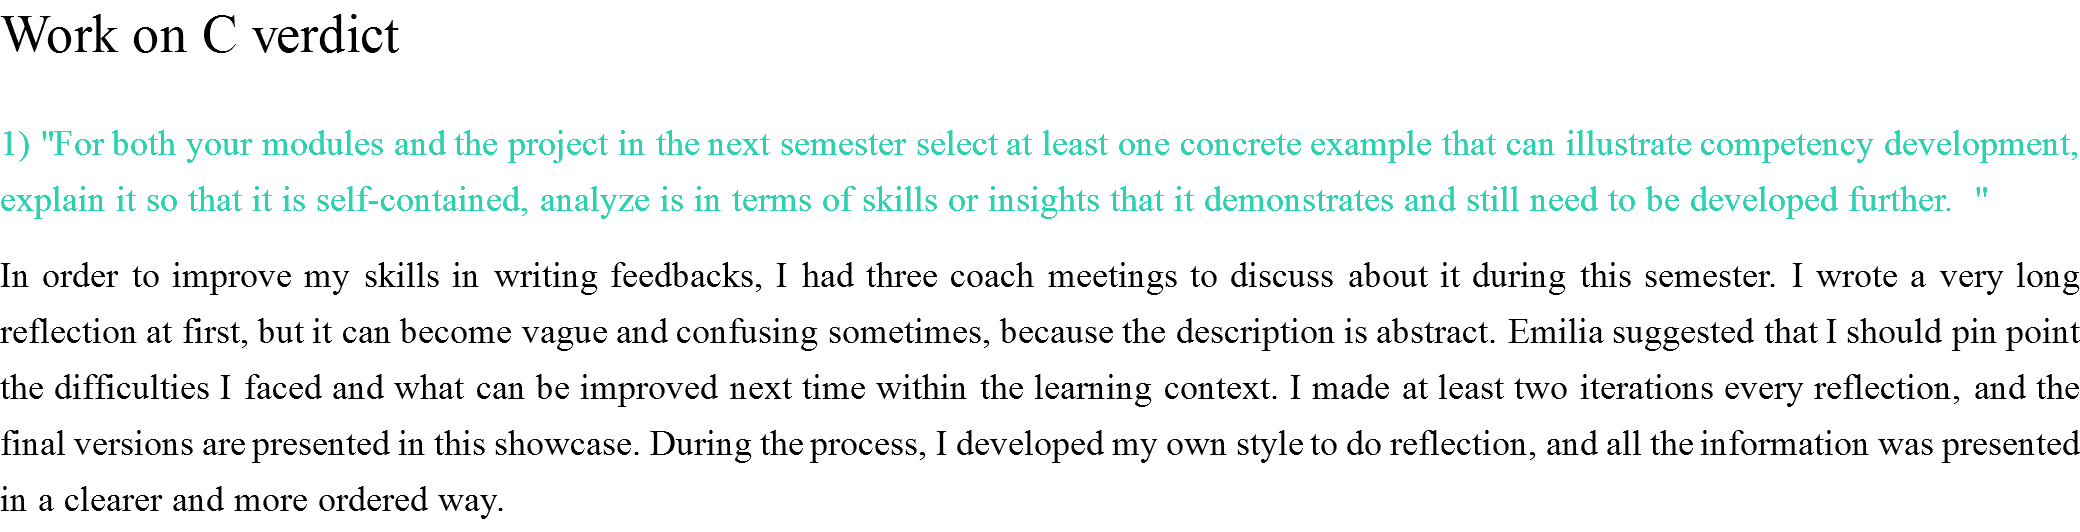 Work on C verdict
1) "For both your modules and the project in the next semester select at least one concrete example that can illustrate competency development,
explain it so that it is self-contained, analyze is in terms of skills or insights that it demonstrates and still need to be developed further.  "
In order to improve my skills in writing feedbacks, I had three coach meetings to discuss about it during this semester. I wrote a very long
reflection at first, but it can become vague and confusing sometimes, because the description is abstract. Emilia suggested that I should pin point
the difficulties I faced and what can be improved next time within the learning context. I made at least two iterations every reflection, and the
final versions are presented in this showcase. During the process, I developed my own style to do reflection, and all the information was presented
in a clearer and more ordered way.